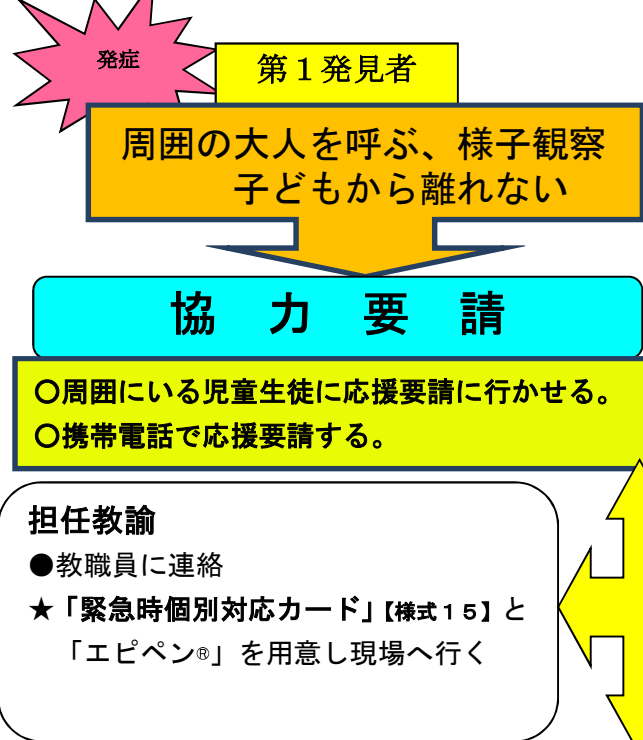 発症
第１発見者
周囲の大人を呼ぶ、様子観察
子どもから離れない
協　力　要　請
○周囲にいる児童生徒に応援要請に行かせる。
○携帯電話で応援要請する。
担任教諭
●教職員に連絡
★「緊急時個別対応カード」【様式１５】と
「エピペン®」を用意し現場へ行く